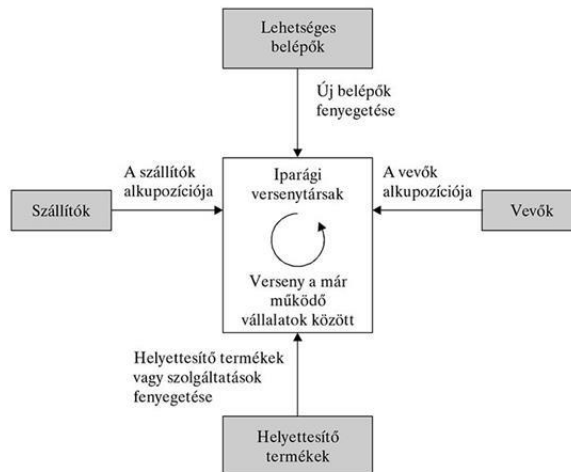 Lehetséges
belépők
Új belépők
fenyegetése
A szállítók
alkupozíciója
Iparági
versenytársak
A vevők
alkupozíciója
Szállítók
Vevők
Verseny a már
működő
vállalatok között
Helyettesítő termékek
vagy szolgáltatások
fenyegetése
Helyettesítő
termékek